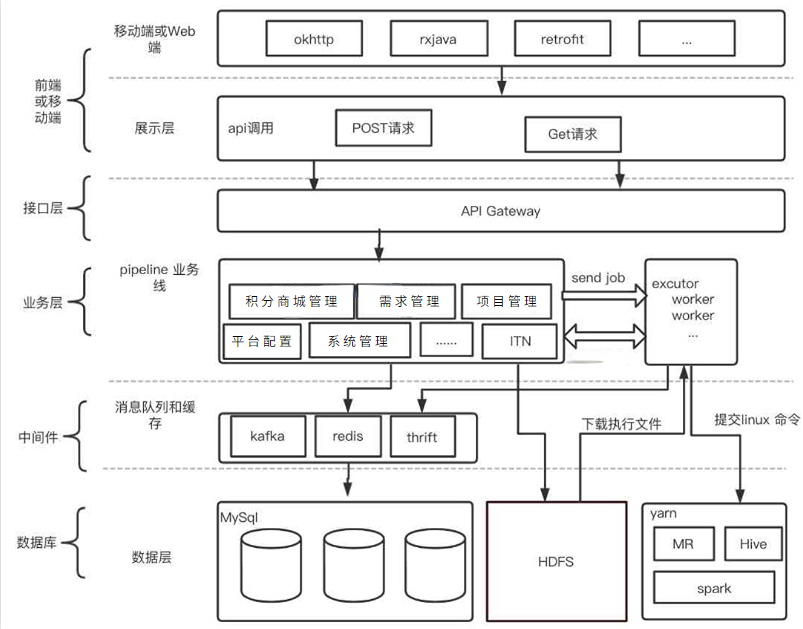 移动端或Web
端
okhttp
rxjava
retrofit
...
前端
或移
动端
展示层
api调用
POST请求
Get请求
接口层
API Gateway
业务层
pipeline 业务
线
积分商城管理
需求管理
项目管理
平台配置
系统管理
......
ITN
send job
excutor
worker
worker
...
中间件
消息队列和缓
存
kafka
redis
thrift
下载执行文件
提交linux 命令
数据库
数据层
MySql
HDFS
yarn
MR
Hive
spark